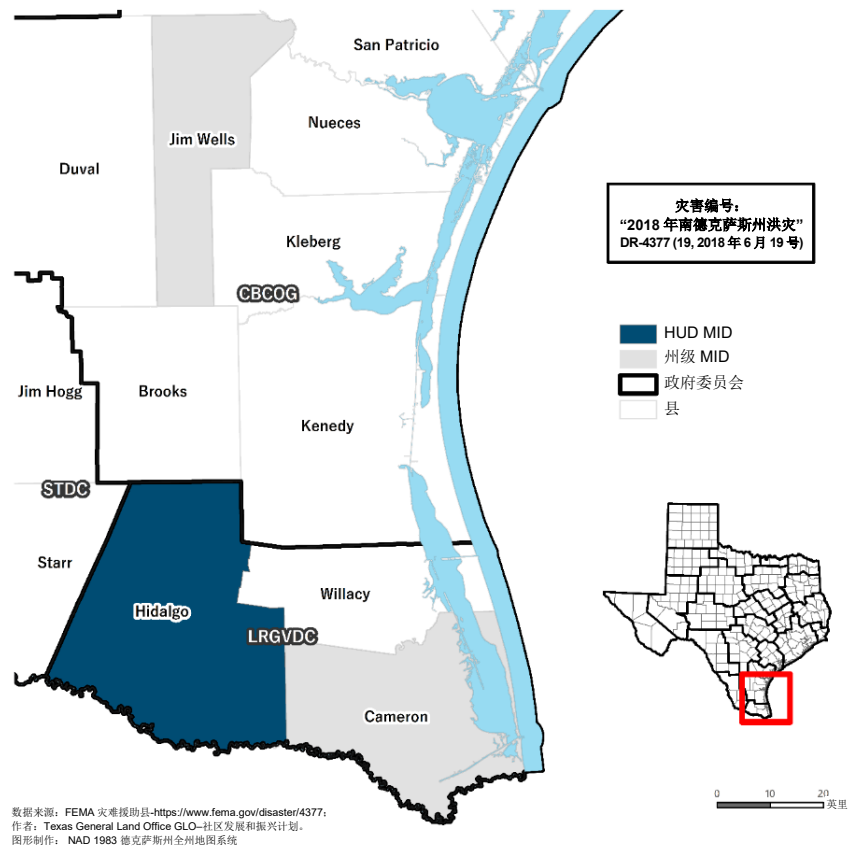 San Patricio
Nueces
Jim Wells
Duval
灾害编号：
“2018 年南德克萨斯州洪灾”
DR-4377 (19, 2018 年 6 月 19 号)
Kleberg
CBCOG
HUD MID
州级 MID
政府委员会
县
Jim Hogg
Brooks
Kenedy
STDC
Starr
Hidalgo
Willacy
LRGVDC
Cameron
0 10 20
英里
数据来源：FEMA 灾难援助县-https://www.fema.gov/disaster/4377；
作者：Texas General Land Office GLO–社区发展和振兴计划。
图形制作： NAD 1983 德克萨斯州全州地图系统